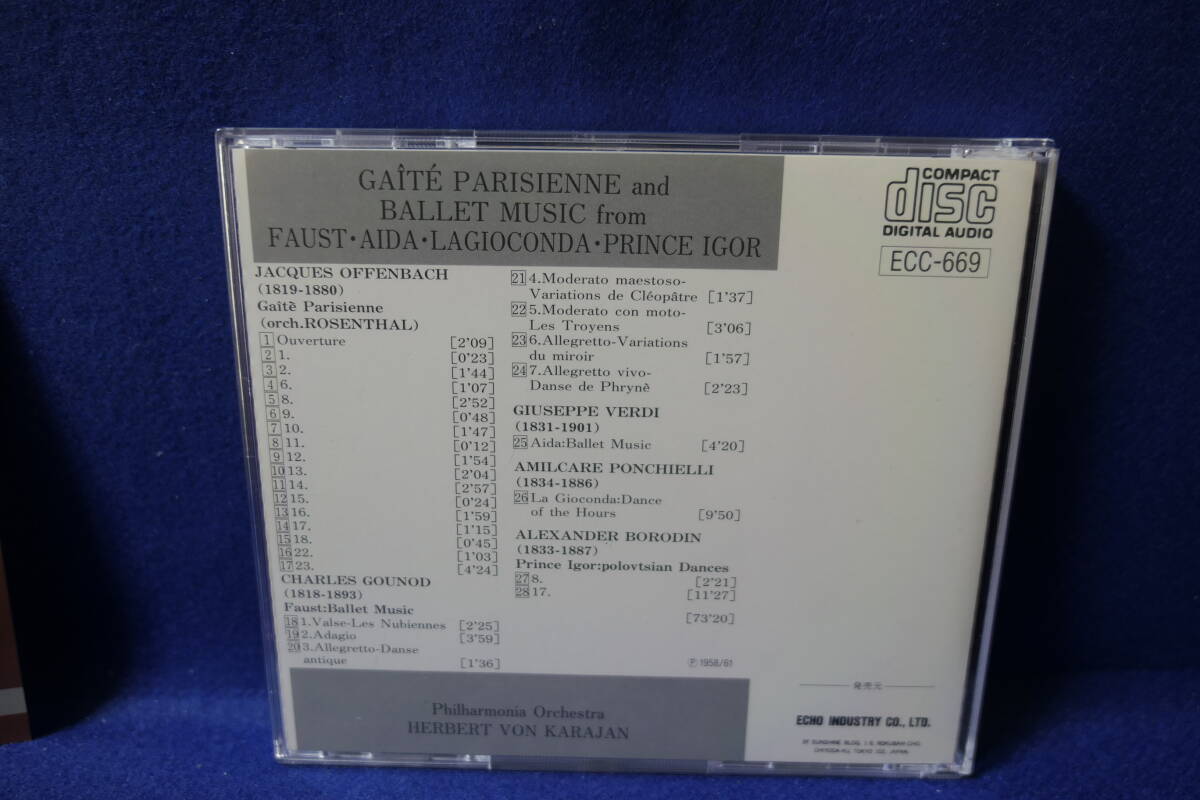 GAÎTÉ PARISIENNE and
BALLET MUSIC from
FAUST・AIDA・LAGIOCONDA・PRINCE IGOR
COMPACT
disc
DIGITAL AUDIO
ECC-669
JACQUES OFFENBACH
(1819-1880)
Gaîtè Parisienne
(orch.ROSENTHAL)
1 Ouverture [2'09]
2 1. [0'23]
3 2. [1'44]
4 6. [1'07]
5 8. [2'52]
6 9. [0'48]
7 10. [1'47]
8 11. [0'12]
9 12. [1'54]
10 13. [2'04]
11 14. [2'57]
12 15. [0'24]
13 16. [1'59]
14 17. [1'15]
15 18. [0'45]
16 22. [1'03]
17 23. [4'24]
CHARLES GOUNOD
(1818-1893)
Faust:Ballet Music
18 1.Valse-Les Nubiennes [2'25]
19 2.Adagio [3'59]
20 3.Allegretto-Danse
antique [1'36]
21 4.Moderato maestoso-
Variations de Clèopâtre [1'37]
22 5.Moderato con moto-
Les Troyens [3'06]
23 6.Allegretto-Variations
du miroir [1'57]
24 7.Allegretto vivo-
Danse de Phrynè [2'23]
GIUSEPPE VERDI
(1831-1901)
25 Aida:Ballet Music [4'20]
AMILCARE PONCHIELLI
(1834-1886)
26 La Gioconda:Dance
of the Hours [9'50]
ALEXANDER BORODIN
(1833-1887)
Prince Igor:polovtsian Dances
27 8. [2'21]
28 17. [11'27]
[73'20]
Ⓟ 1958/61
Philharmonia Orchestra
HERBERT VON KARAJAN
発売元
ECHO INDUSTRY CO., LTD.
SUNSHINE BLDG. ROKUBAN-CHO
CHIYODA-KU, TOKYO 102, JAPAN.